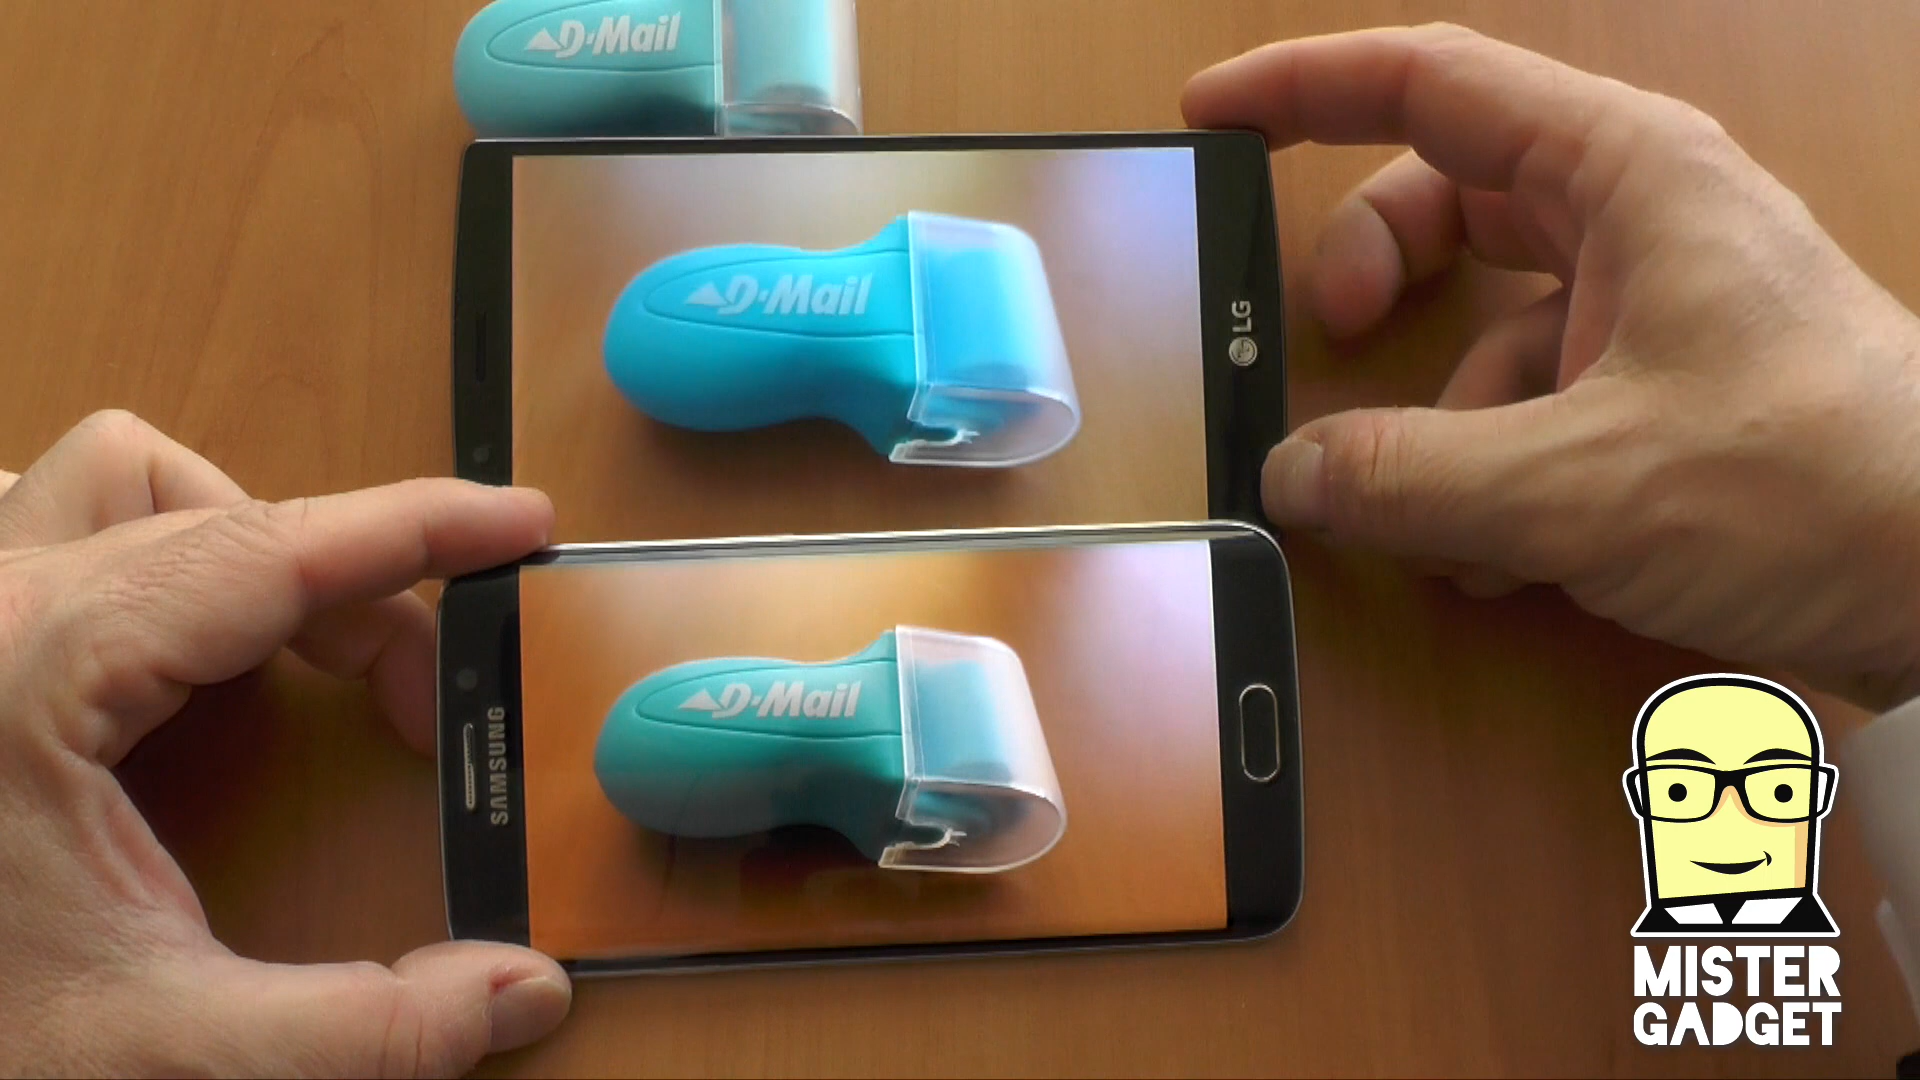 D-Mail
D-Mail
LG
D-Mail
SAMSUNG
MISTER
GADGET